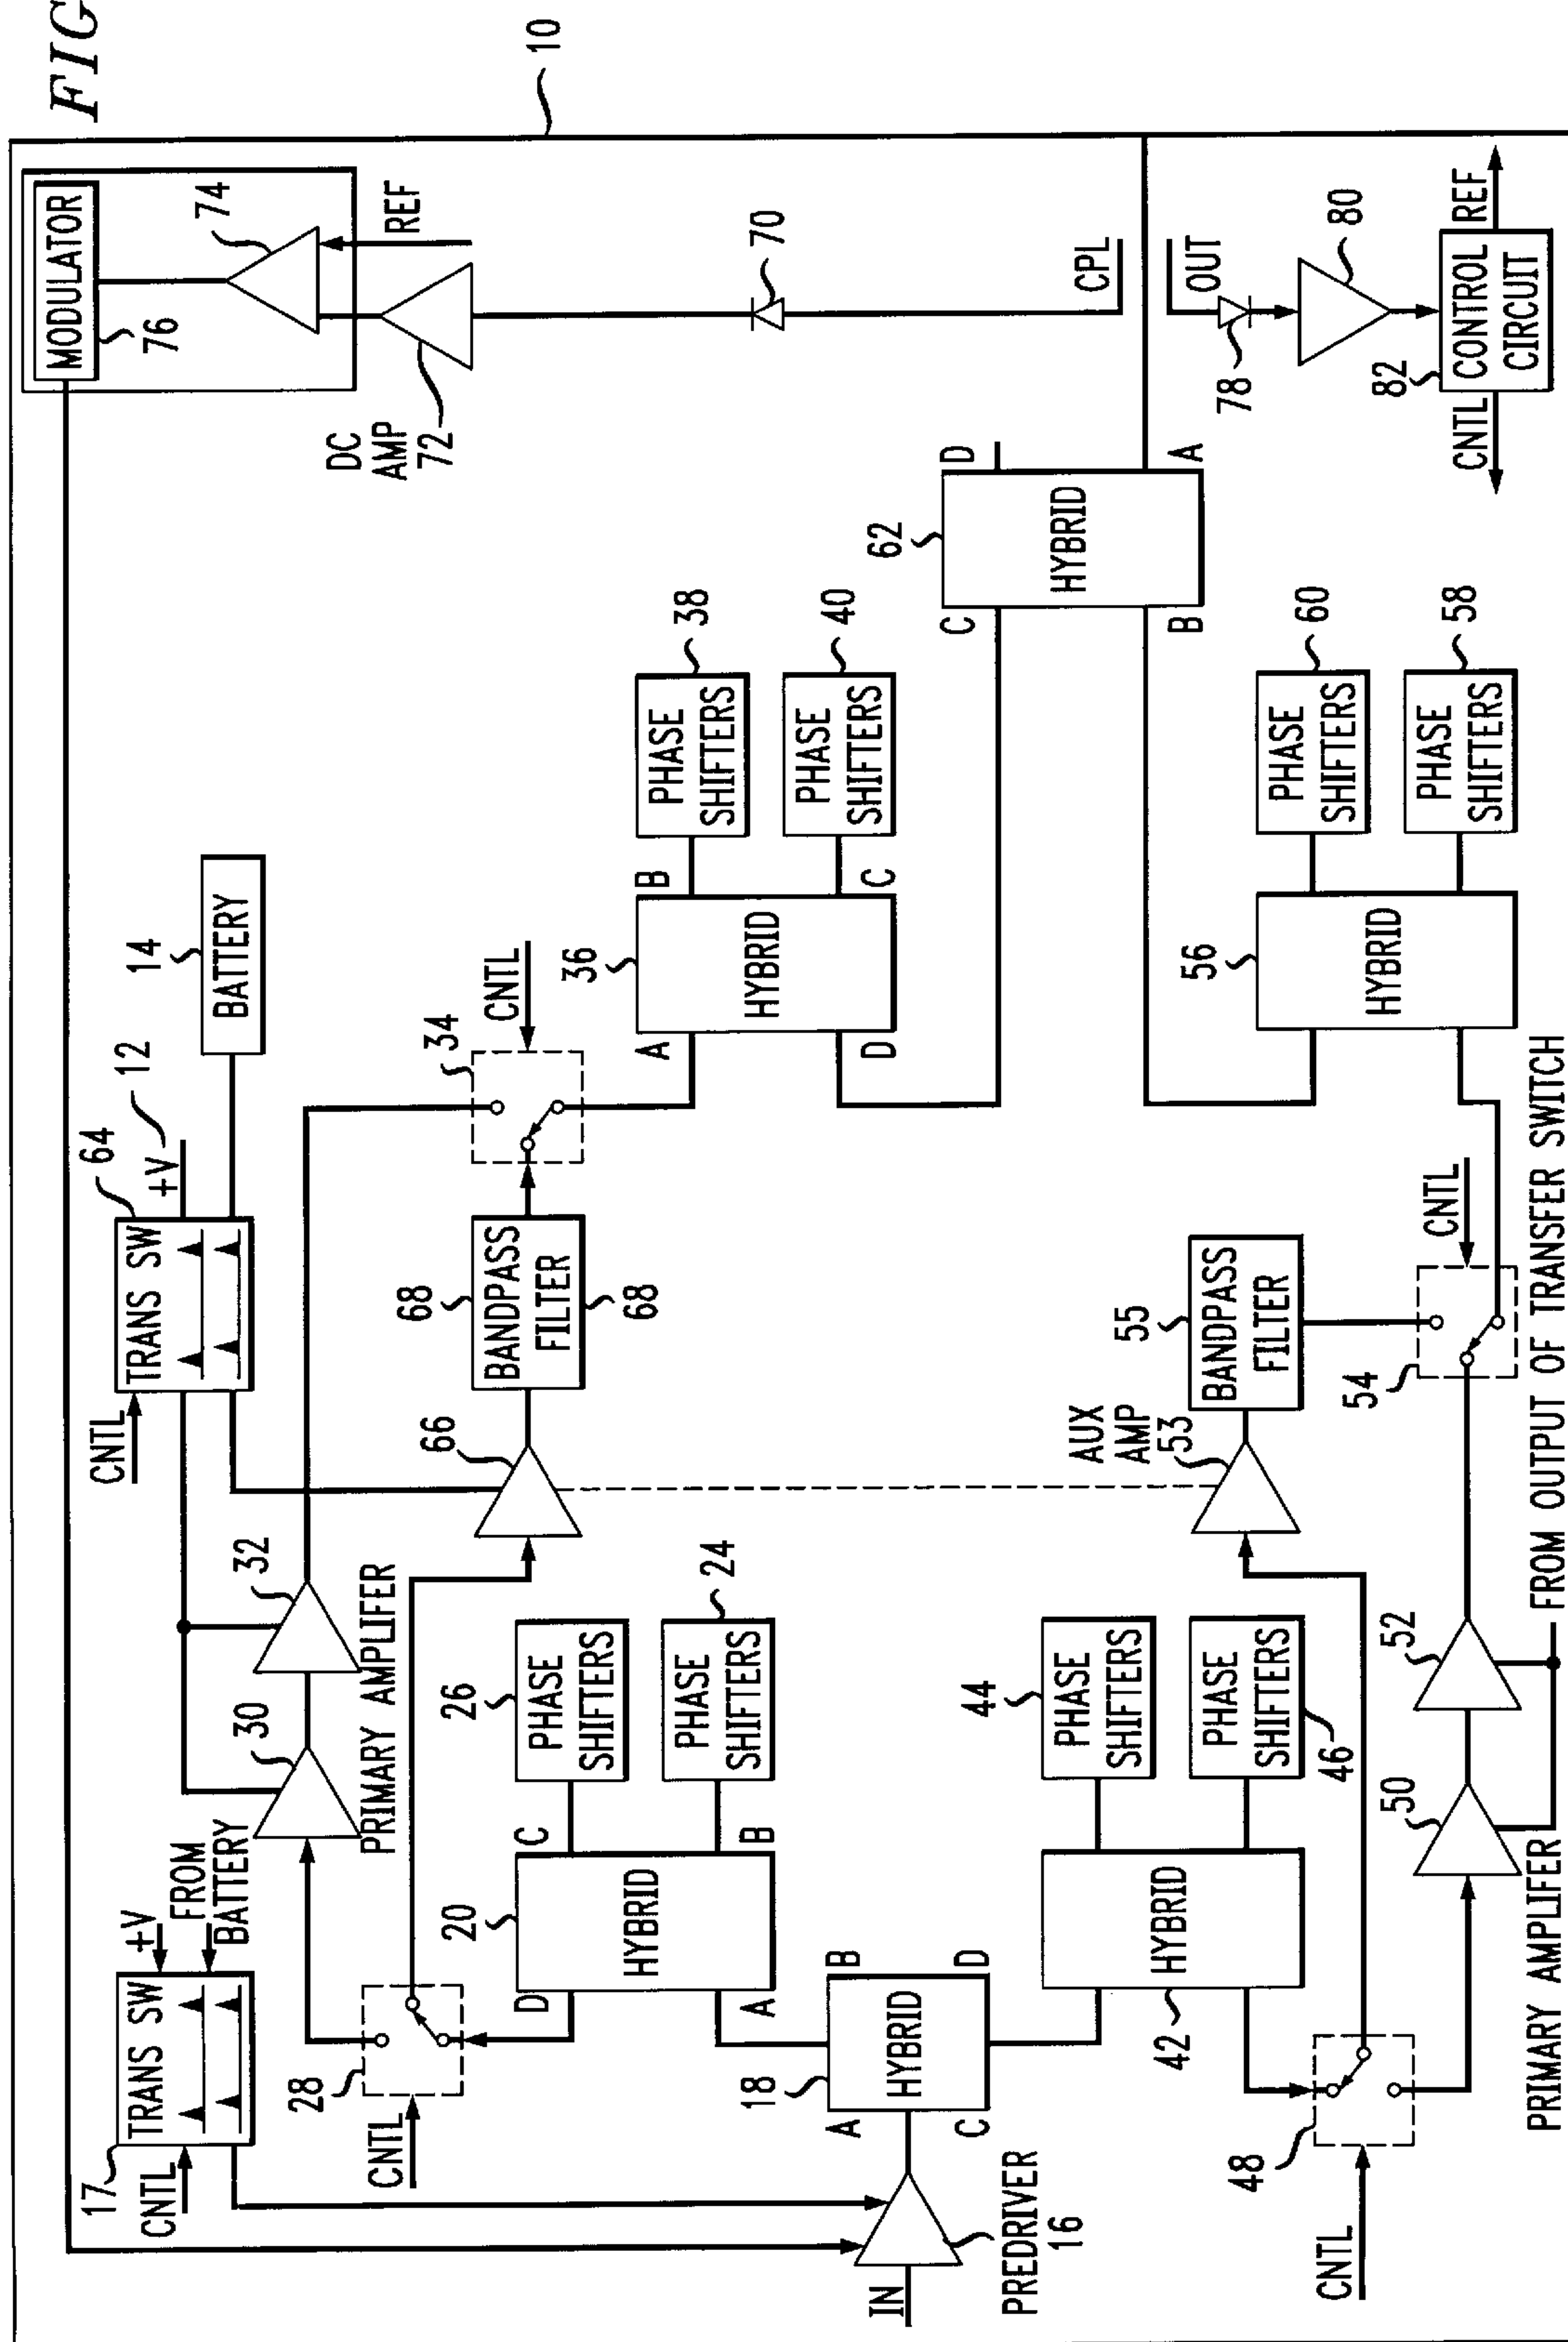 FIG
10
MODULATOR
76
74
REF
DC
AMP
72
70
CPL
OUT
78
80
82
CONTROL
CIRCUIT
CNTL
REF
17
TRANS SW
+V
FROM
BATTERY
CNTL
64
TRANS SW
+V
12
CNTL
14
BATTERY
30
32
PRIMARY AMPLIFER
28
CNTL
66
68
BANDPASS
FILTER
68
34
CNTL
20
HYBRID
D
C
A
B
26
PHASE
SHIFTERS
24
PHASE
SHIFTERS
36
HYBRID
A
B
D
C
38
PHASE
SHIFTERS
40
PHASE
SHIFTERS
62
HYBRID
C
D
B
A
IN
PREDRIVER
16
18
HYBRID
A
B
C
D
42
HYBRID
44
PHASE
SHIFTERS
46
PHASE
SHIFTERS
AUX
AMP
53
55
BANDPASS
FILTER
54
CNTL
56
HYBRID
60
PHASE
SHIFTERS
58
PHASE
SHIFTERS
48
CNTL
50
52
PRIMARY AMPLIFER
FROM OUTPUT OF TRANSFER SWITCH